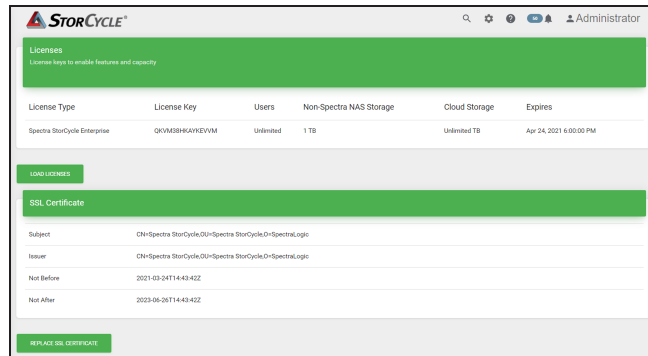 STORCYCLE®
Administrator
Licenses
License keys to enable features and capacity
License Type License Key Users Non-Spectra NAS Storage Cloud Storage Expires
Spectra StorCycle Enterprise QKVM38HKAYKEVVM Unlimited 1 TB Unlimited TB Apr 24, 2021 6:00:00 PM
LOAD LICENSES
SSL Certificate
Subject CN=Spectra StorCycle,OU=Spectra StorCycle,O=SpectraLogic
Issuer CN=Spectra StorCycle,OU=Spectra StorCycle,O=SpectraLogic
Not Before 2021-03-24T14:43:42Z
Not After 2023-06-26T14:43:42Z
REPLACE SSL CERTIFICATE